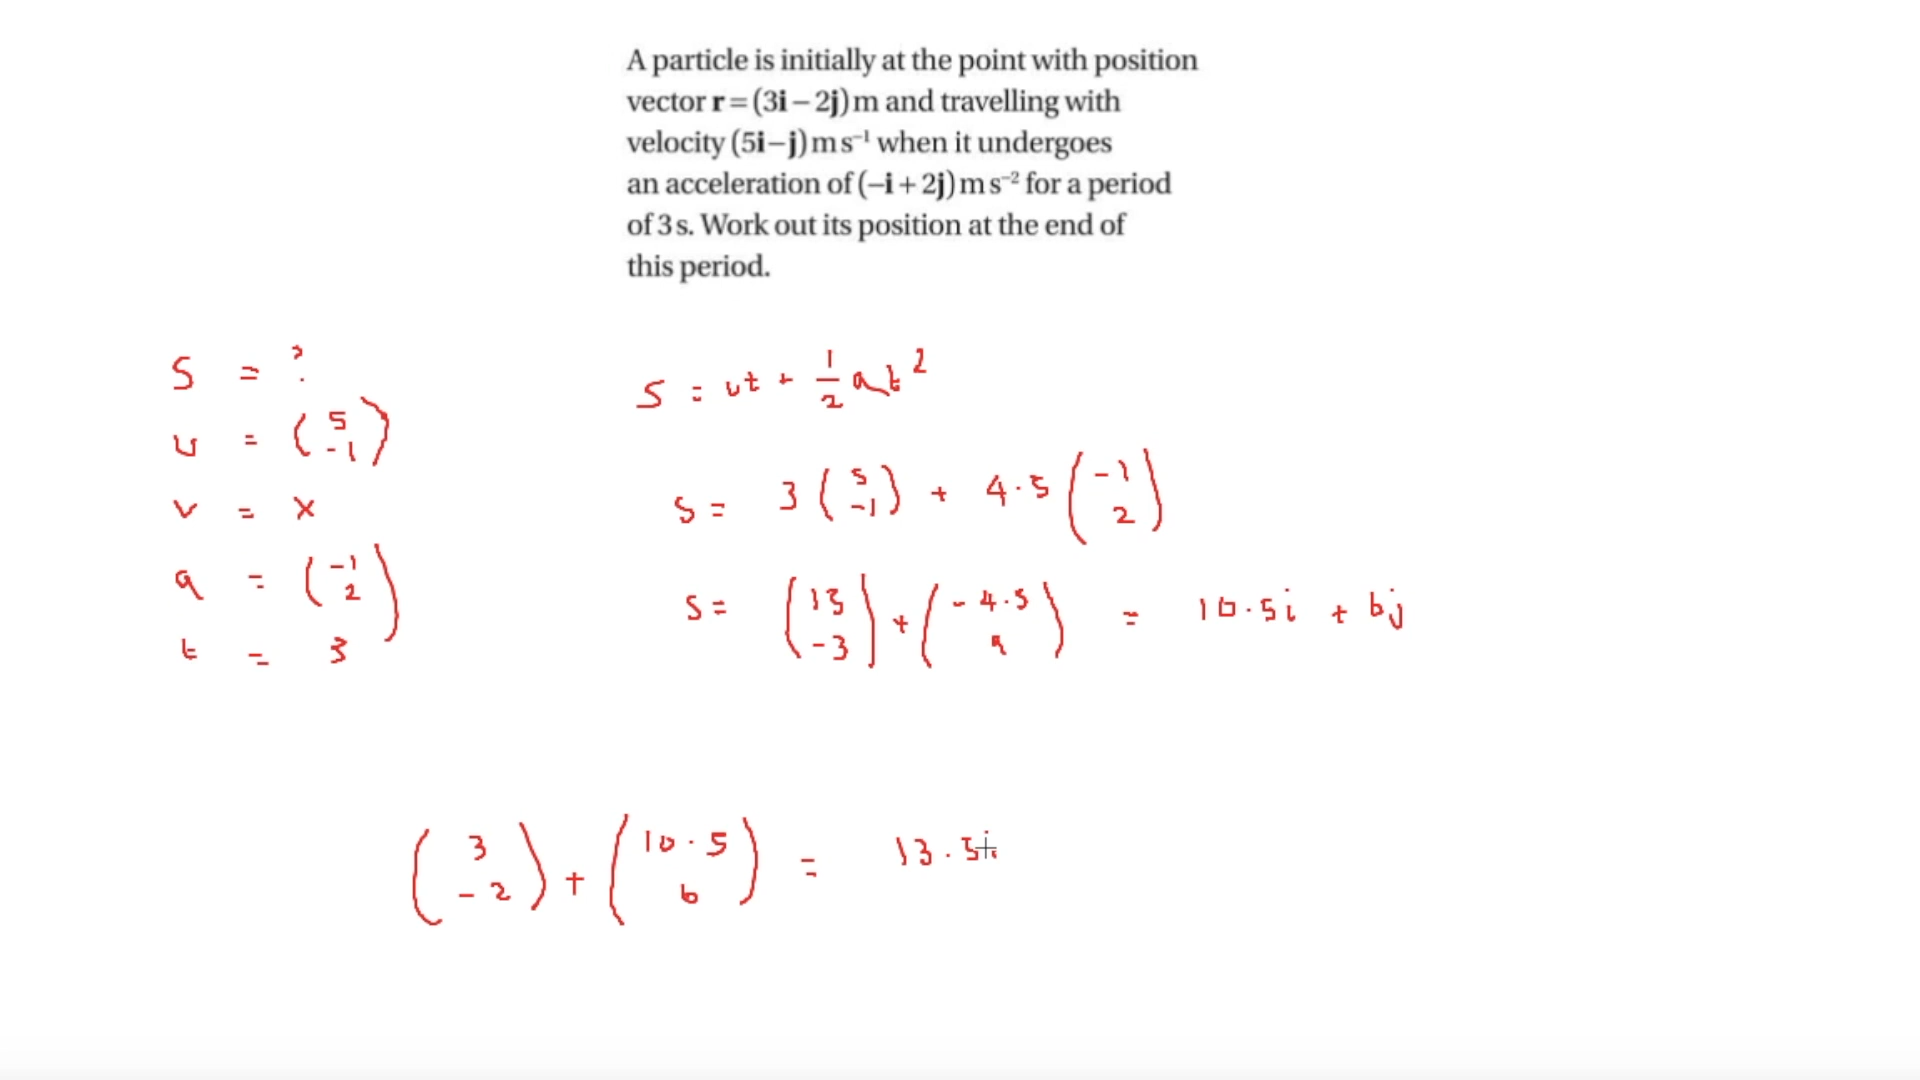 A particle is initially at the point with position
vector r = (3i − 2j) m and travelling with
velocity (5i−j) m s⁻¹ when it undergoes
an acceleration of (−i + 2j) m s⁻² for a period
of 3 s. Work out its position at the end of
this period.
S = ?
u = (5 -1)
v = x
a = (-1 2)
t = 3
S = ut + 1/2 at²
S = 3 (5 -1) + 4.5 (-1 2)
S = (15 -3) + (-4.5 9) = 10.5i + 6j
(3 -2) + (10.5 6) = 13.5i